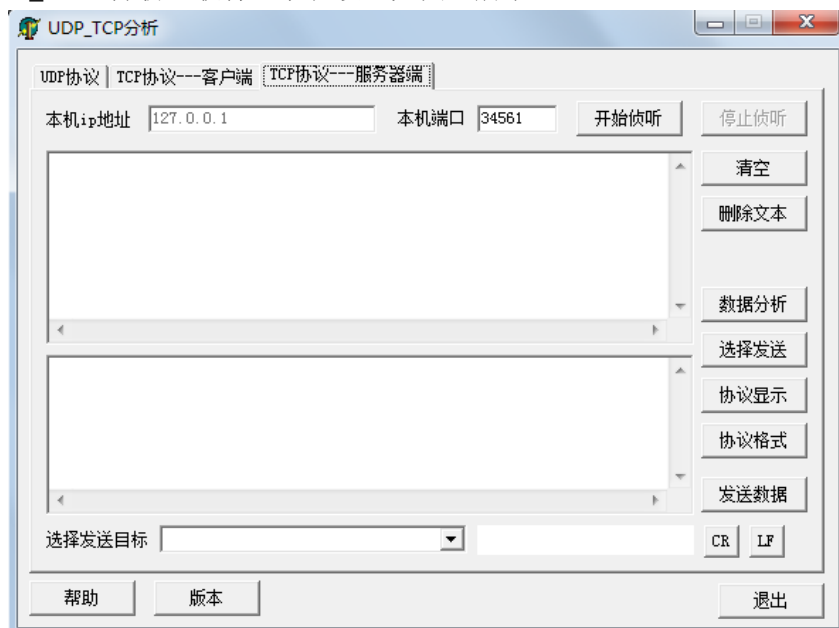 UDP_TCP分析
UDP协议 TCP协议---客户端 TCP协议---服务器端
本机ip地址 127.0.0.1 本机端口 34561 开始侦听 停止侦听
清空
删除文本
数据分析
选择发送
协议显示
协议格式
发送数据
选择发送目标 CR LF
帮助 版本 退出